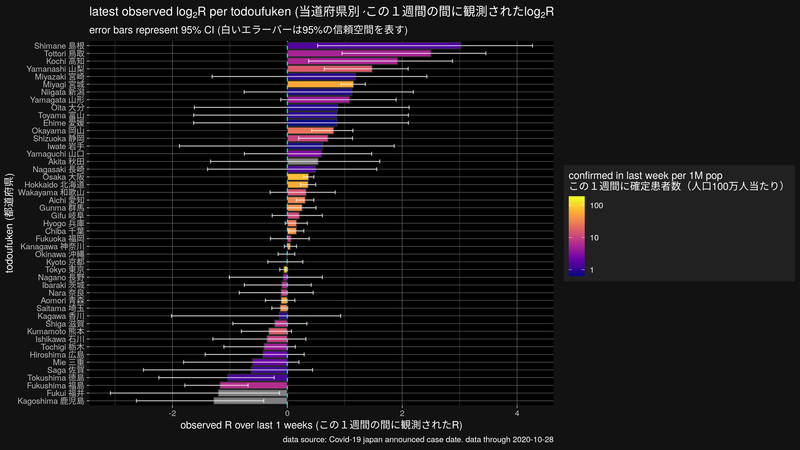 latest observed log₂R per todoufuken (当道府県別・この１週間の間に観測されたlog₂R
error bars represent 95% CI (白いエラーバーは95%の信頼空間を表す)
todoufuken (都道府県)
Shimane 島根
Tottori 鳥取
Kochi 高知
Yamanashi 山梨
Miyazaki 宮崎
Miyagi 宮城
Niigata 新潟
Yamagata 山形
Oita 大分
Toyama 富山
Ehime 愛媛
Okayama 岡山
Shizuoka 静岡
Iwate 岩手
Yamaguchi 山口
Akita 秋田
Nagasaki 長崎
Osaka 大阪
Hokkaido 北海道
Wakayama 和歌山
Aichi 愛知
Gunma 群馬
Gifu 岐阜
Hyogo 兵庫
Chiba 千葉
Fukuoka 福岡
Kanagawa 神奈川
Okinawa 沖縄
Kyoto 京都
Tokyo 東京
Nagano 長野
Ibaraki 茨城
Nara 奈良
Aomori 青森
Saitama 埼玉
Kagawa 香川
Shiga 滋賀
Kumamoto 熊本
Ishikawa 石川
Tochigi 栃木
Hiroshima 広島
Mie 三重
Saga 佐賀
Tokushima 徳島
Fukushima 福島
Fukui 福井
Kagoshima 鹿児島
-2 0 2 4
observed R over last 1 weeks (この１週間の間に観測されたR)
data source: Covid-19 japan announced case date. data through 2020-10-28
confirmed in last week per 1M pop
この１週間に確定患者数（人口100万人当たり）
100
10
1